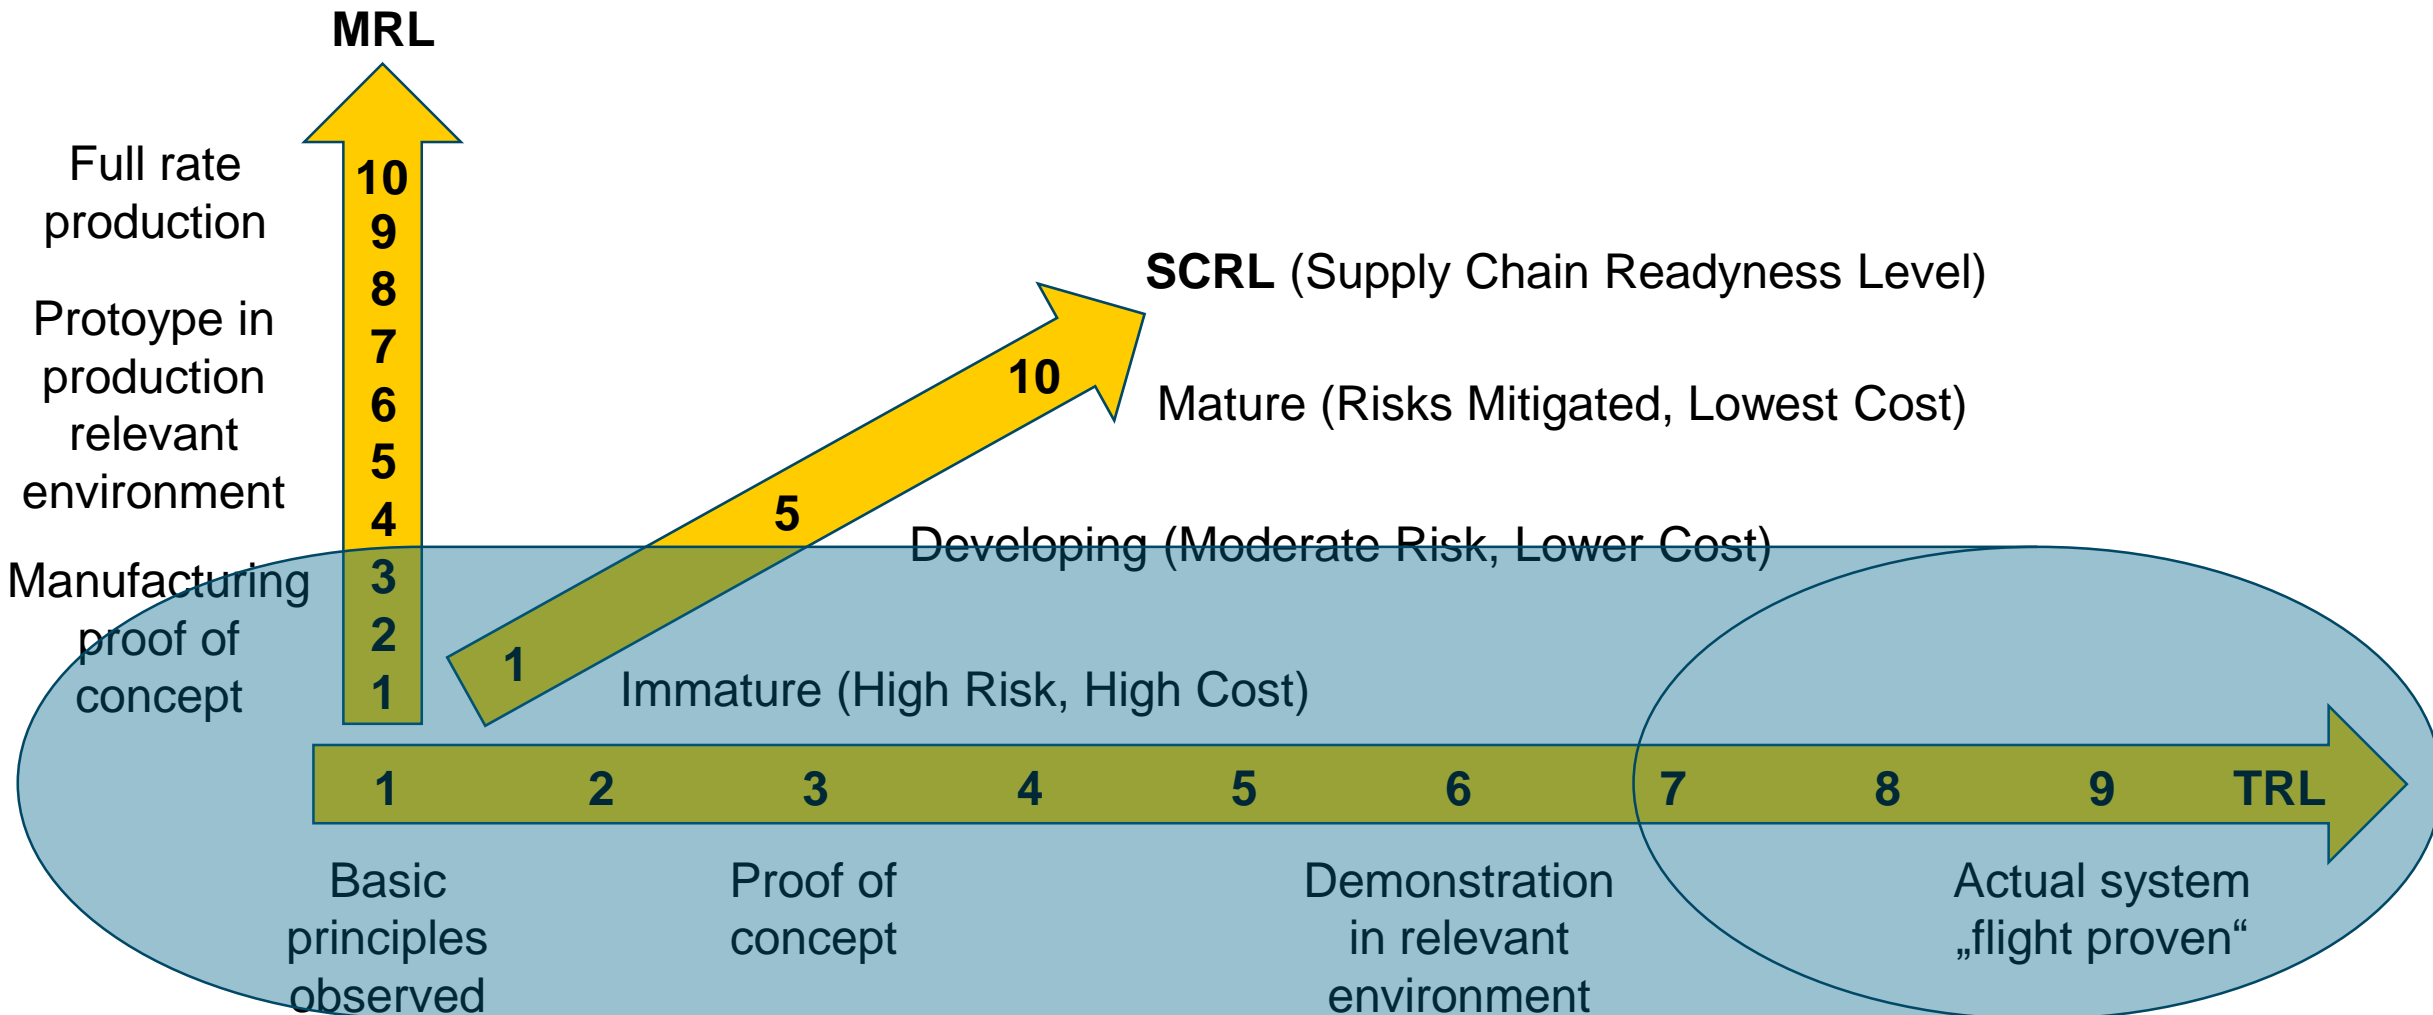 MRL
Full rate
production
10
9
8
7
6
5
4
3
2
1
Protoype in
production
relevant
environment
Manufacturing
proof of
concept
SCRL (Supply Chain Readyness Level)
10
Mature (Risks Mitigated, Lowest Cost)
5
Developing (Moderate Risk, Lower Cost)
1
Immature (High Risk, High Cost)
1 2 3 4 5 6 7 8 9 TRL
Basic
principles
observed
Proof of
concept
Demonstration
in relevant
environment
Actual system
„flight proven“